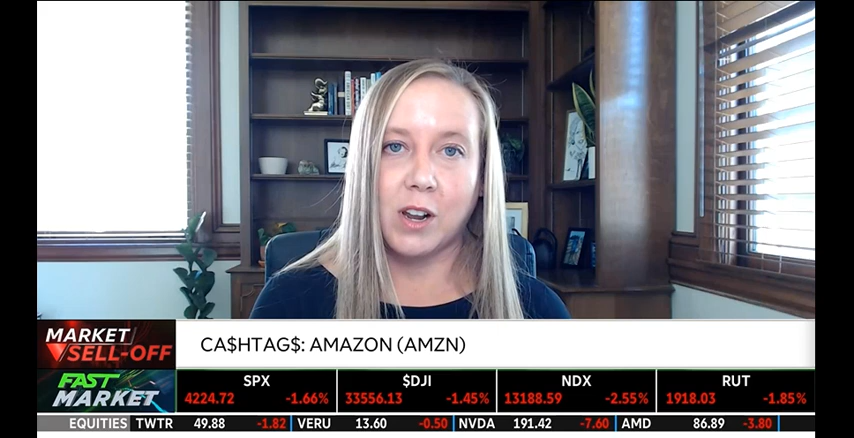 MARKET
SELL-OFF
CA$HTAG$: AMAZON (AMZN)
FAST
MARKET
SPX
4224.72 -1.66%
$DJI
33556.13 -1.45%
NDX
13188.59 -2.55%
RUT
1918.03 -1.85%
EQUITIES TWTR 49.88 -1.82 VERU 13.60 -0.50 NVDA 191.42 -7.60 AMD 86.89 -3.80